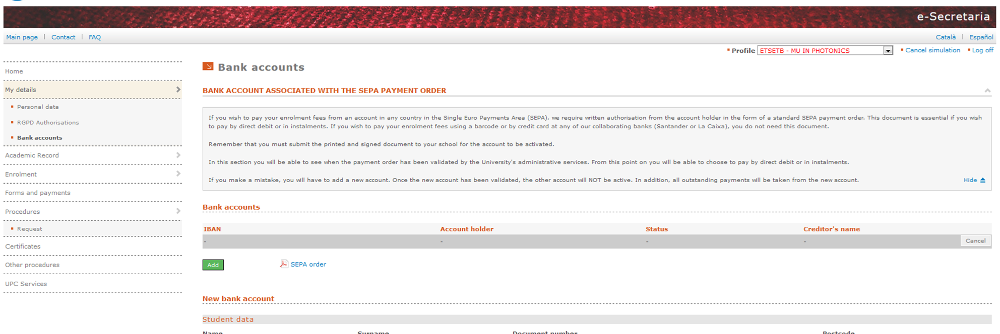 e-Secretaria
Main page | Contact | FAQ
Català | Español
Profile ETSETB - MU IN PHOTONICS Cancel simulation Log off
Home
My details
Personal data
RGPD Authorisations
Bank accounts
Academic Record
Enrolment
Forms and payments
Procedures
Request
Certificates
Other procedures
UPC Services
Bank accounts
BANK ACCOUNT ASSOCIATED WITH THE SEPA PAYMENT ORDER
If you wish to pay your enrolment fees from an account in any country in the Single Euro Payments Area (SEPA), we require written authorisation from the account holder in the form of a standard SEPA payment order. This document is essential if you wish
to pay by direct debit or in instalments. If you wish to pay your enrolment fees using a barcode or by credit card at any of our collaborating banks (Santander or La Caixa), you do not need this document.
Remember that you must submit the printed and signed document to your school for the account to be activated.
In this section you will be able to see when the payment order has been validated by the University's administrative services. From this point on you will be able to choose to pay by direct debit or in instalments.
If you make a mistake, you will have to add a new account. Once the new account has been validated, the other account will NOT be active. In addition, all outstanding payments will be taken from the new account.
Hide
Bank accounts
IBAN Account holder Status Creditor's name
- - - - Cancel
Add SEPA order
New bank account
Student data
Name Surname Document number Postcode